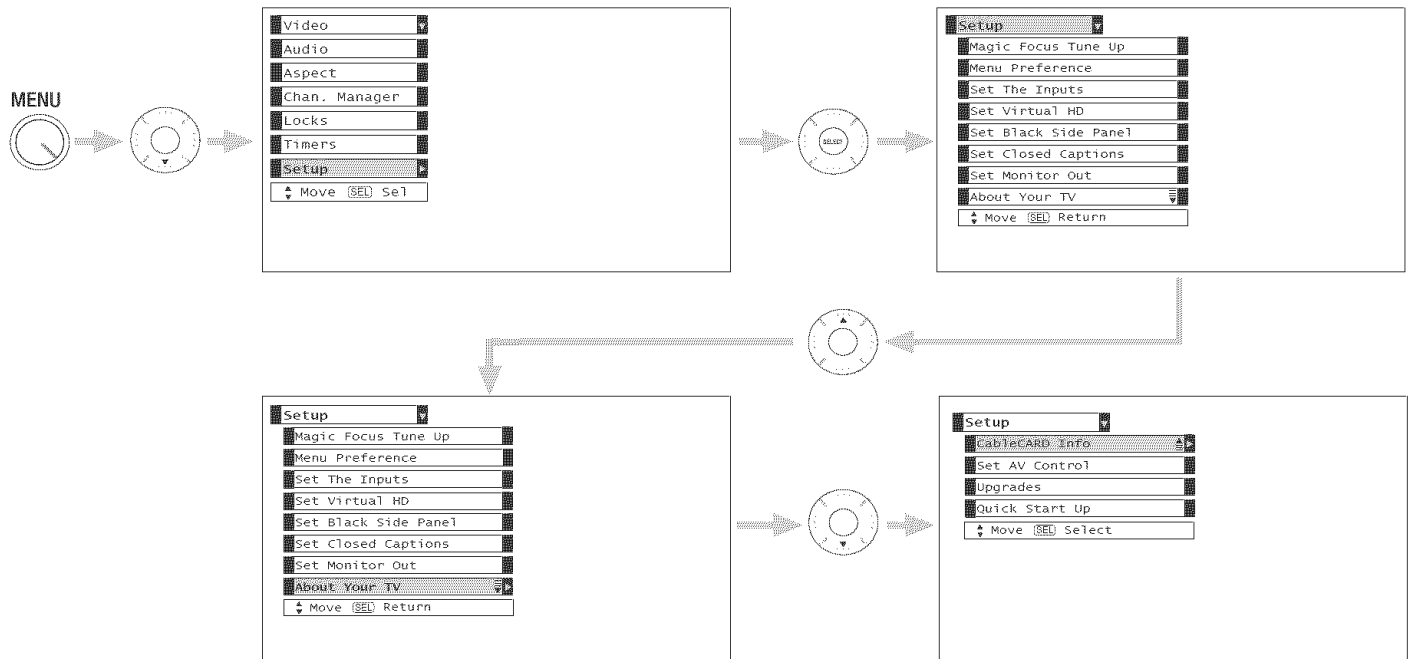 MENU
Video
Audio
Aspect
Chan. Manager
Locks
Timers
Setup
Move SEL Sel
SELECT
Setup
Magic Focus Tune Up
Menu Preference
Set The Inputs
Set Virtual HD
Set Black Side Panel
Set Closed Captions
Set Monitor Out
About Your TV
Move SEL Return
Setup
Magic Focus Tune Up
Menu Preference
Set The Inputs
Set Virtual HD
Set Black Side Panel
Set Closed Captions
Set Monitor Out
About Your TV
Move SEL Return
Setup
CableCARD Info
Set AV Control
Upgrades
Quick Start Up
Move SEL Select